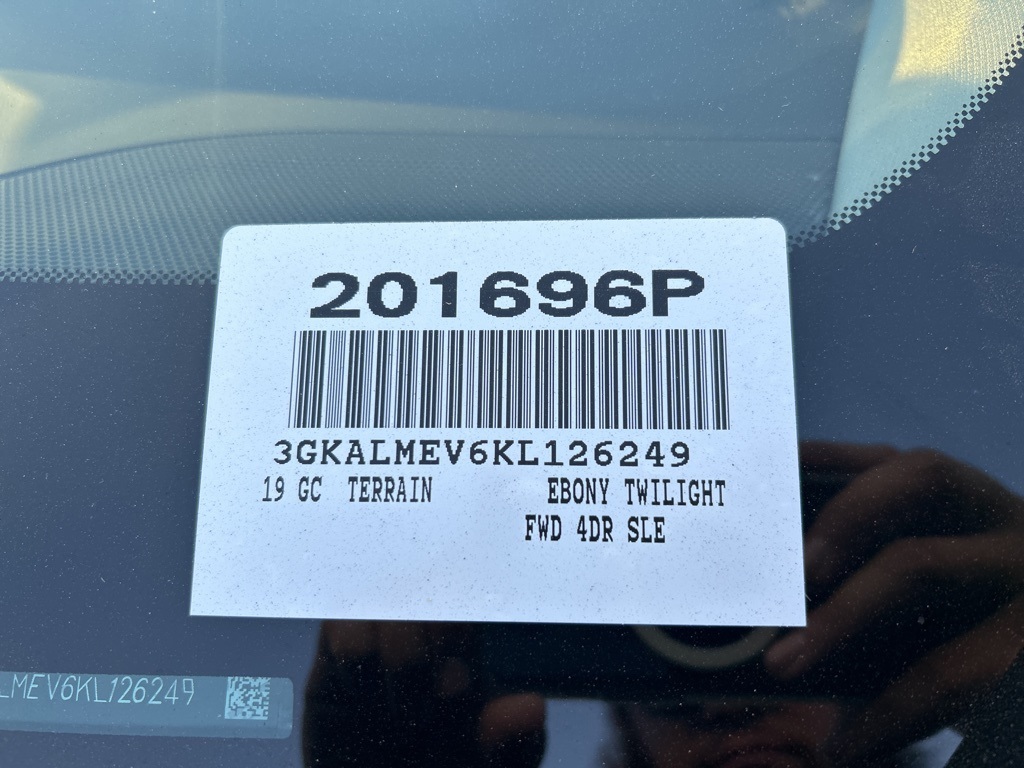 201696P
3GKALMEV6KL126249
19 GC TERRAIN EBONY TWILIGHT
FWD 4DR SLE
LMEV6KL126249